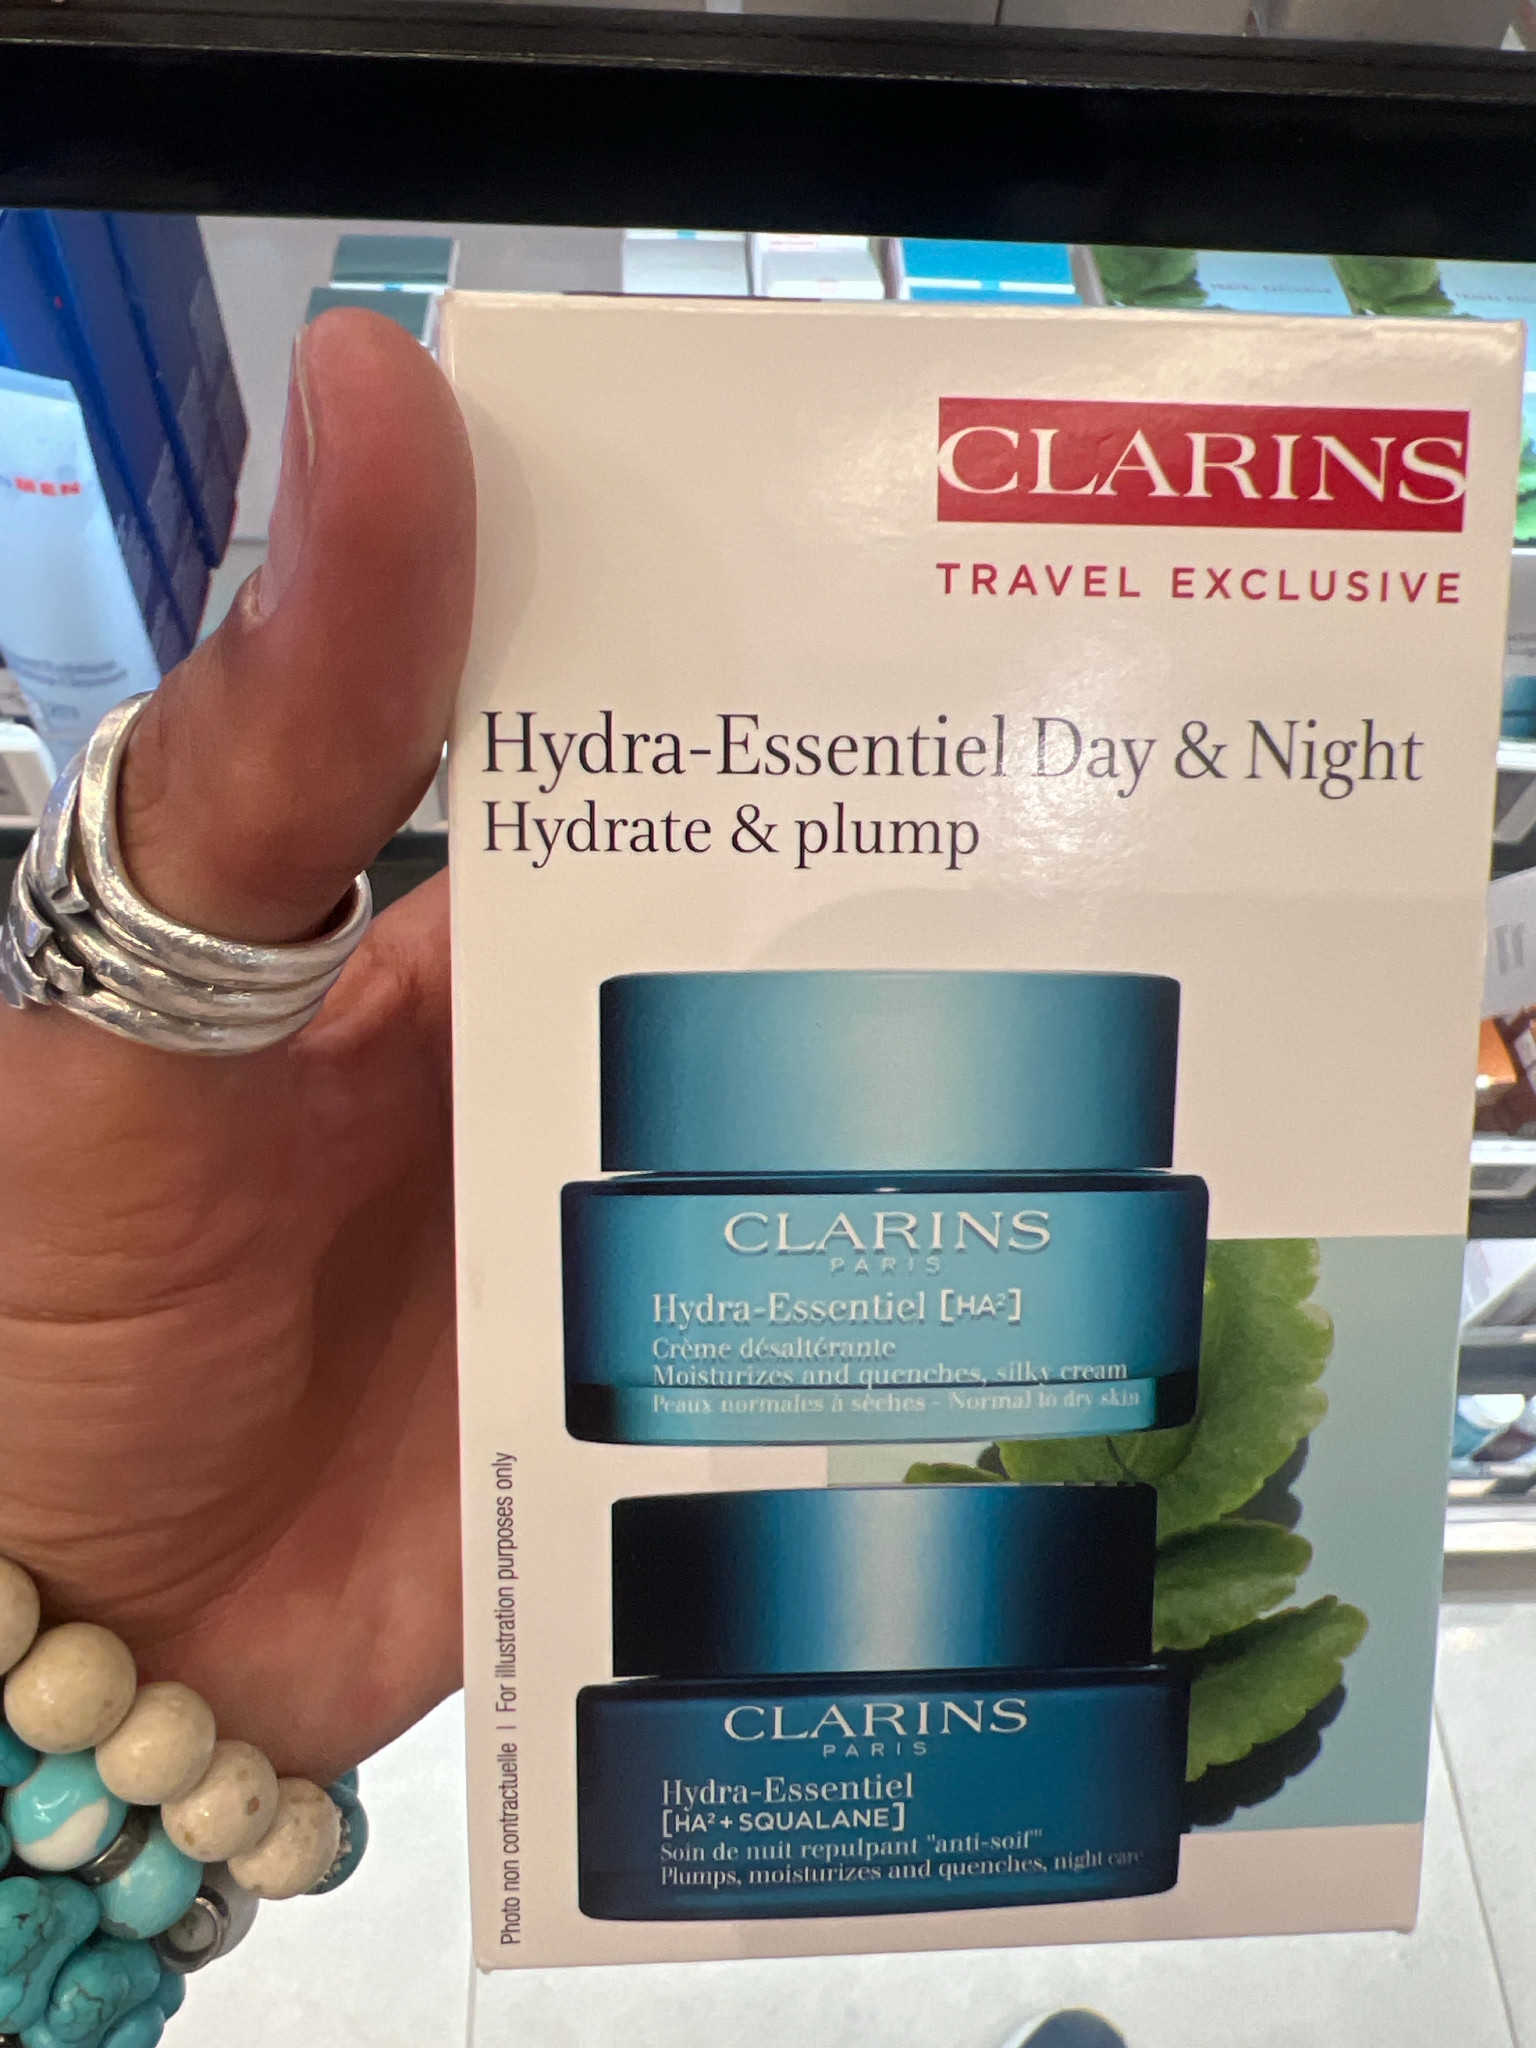 MEN
CLARINS
TRAVEL EXCLUSIVE
Hydra-Essentiel Day & Night
Hydrate & plump
CLARINS
PARIS
Hydra-Essentiel [HA²]
Crème désaltérante
Moisturizes and quenches, silky cream
Peaux normales à sèches - Normal to dry skin
CLARINS
PARIS
Hydra-Essentiel
[HA² + SQUALANE]
Soin de nuit repulpant "anti-soif"
Plumps, moisturizes and quenches, night care
Photo non contractuelle | For illustration purposes only